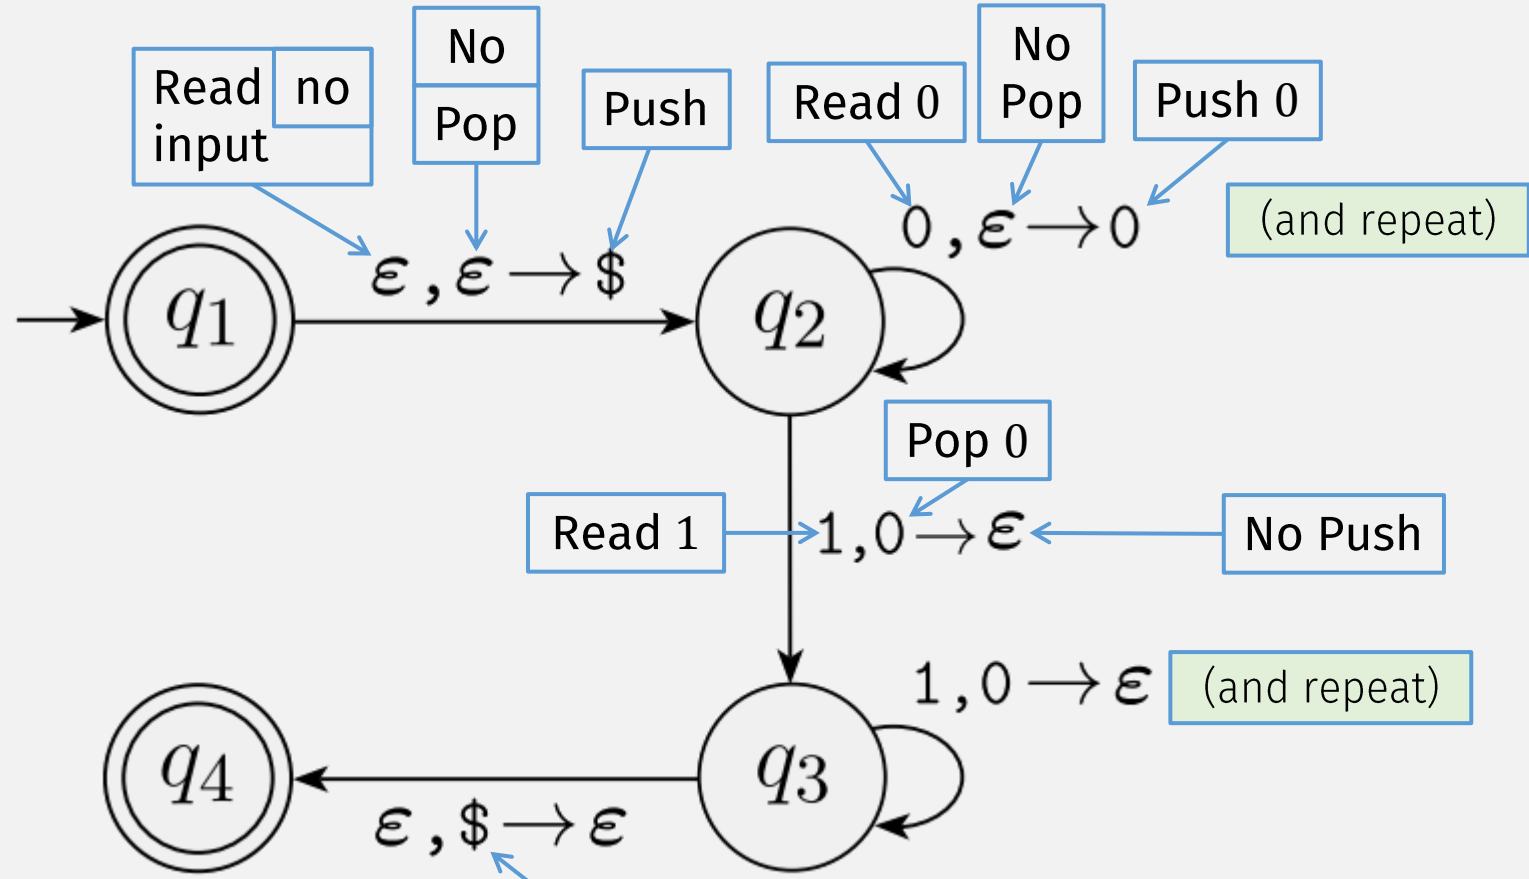 Read no
input
No
Pop
Push
Read 0
No
Pop
Push 0
ε,ε→$
0,ε→0
(and repeat)
q1
q2
Pop 0
Read 1
1,0→ε
No Push
1,0→ε
(and repeat)
q4
q3
ε,$→ε